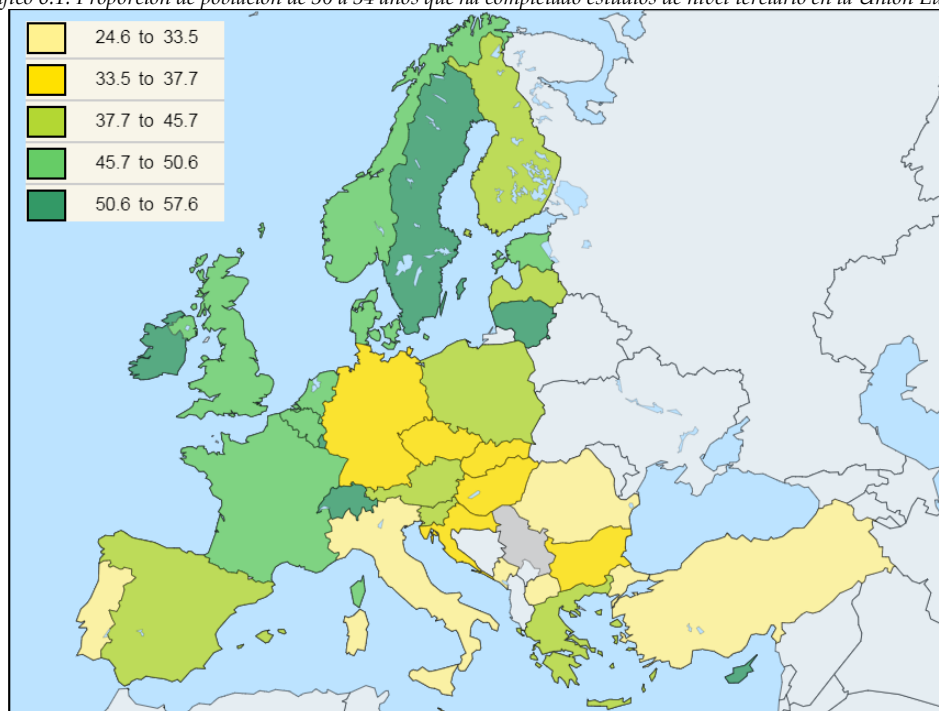 0.1. Proporción de población de 30 a 34 años que ha completado estudios de nivel terciario en la Unión
24.6 to 33.5
33.5 to 37.7
37.7 to 45.7
45.7 to 50.6
50.6 to 57.6